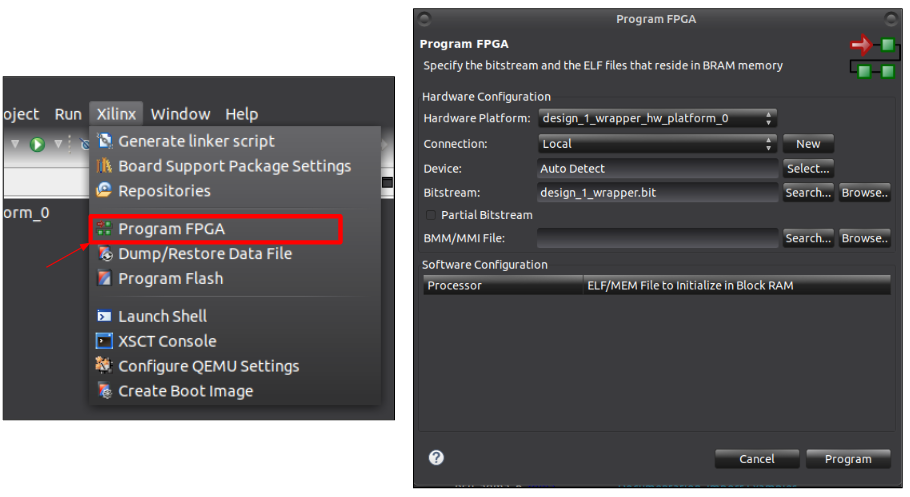 oject Run Xilinx Window Help
Generate linker script
Board Support Package Settings
Repositories
orm_0
Program FPGA
Dump/Restore Data File
Program Flash
Launch Shell
XSCT Console
Configure QEMU Settings
Create Boot Image
Program FPGA
Program FPGA
Specify the bitstream and the ELF files that reside in BRAM memory
Hardware Configuration
Hardware Platform: design_1_wrapper_hw_platform_0
Connection: Local New
Device: Auto Detect Select...
Bitstream: design_1_wrapper.bit Search... Browse..
Partial Bitstream
BMM/MMI File: Search... Browse..
Software Configuration
Processor ELF/MEM File to Initialize in Block RAM
? Cancel Program